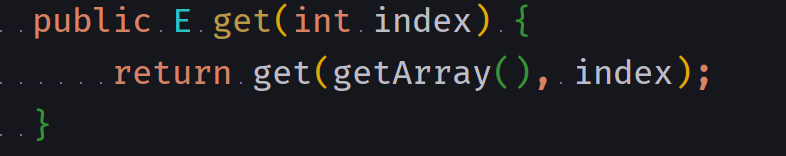 public E get(int index) {
return get(getArray(), index);
}